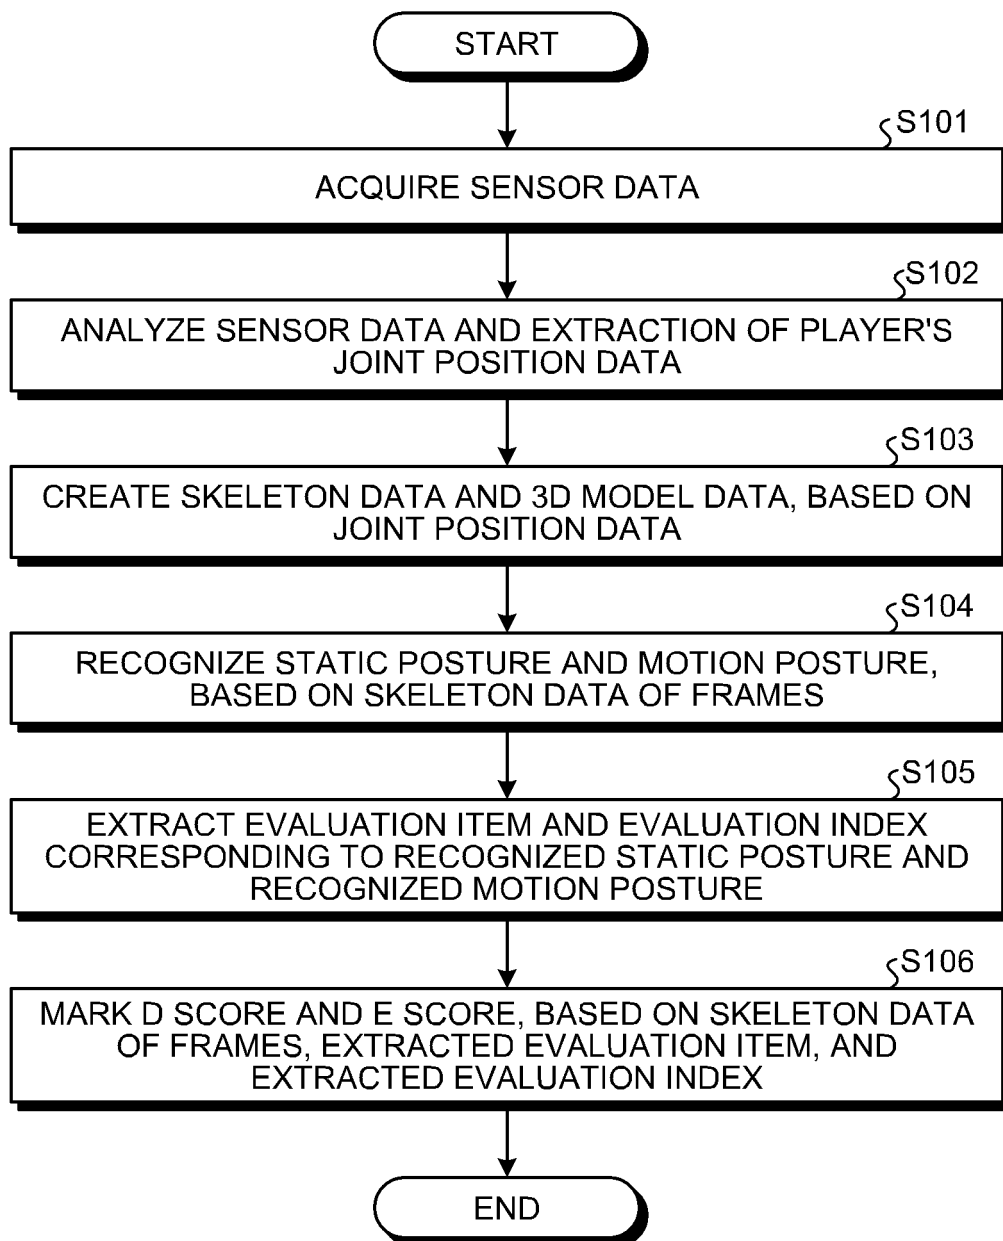 START
S101
ACQUIRE SENSOR DATA
S102
ANALYZE SENSOR DATA AND EXTRACTION OF PLAYER'S
JOINT POSITION DATA
S103
CREATE SKELETON DATA AND 3D MODEL DATA, BASED ON
JOINT POSITION DATA
S104
RECOGNIZE STATIC POSTURE AND MOTION POSTURE,
BASED ON SKELETON DATA OF FRAMES
S105
EXTRACT EVALUATION ITEM AND EVALUATION INDEX
CORRESPONDING TO RECOGNIZED STATIC POSTURE AND
RECOGNIZED MOTION POSTURE
S106
MARK D SCORE AND E SCORE, BASED ON SKELETON DATA
OF FRAMES, EXTRACTED EVALUATION ITEM, AND
EXTRACTED EVALUATION INDEX
END